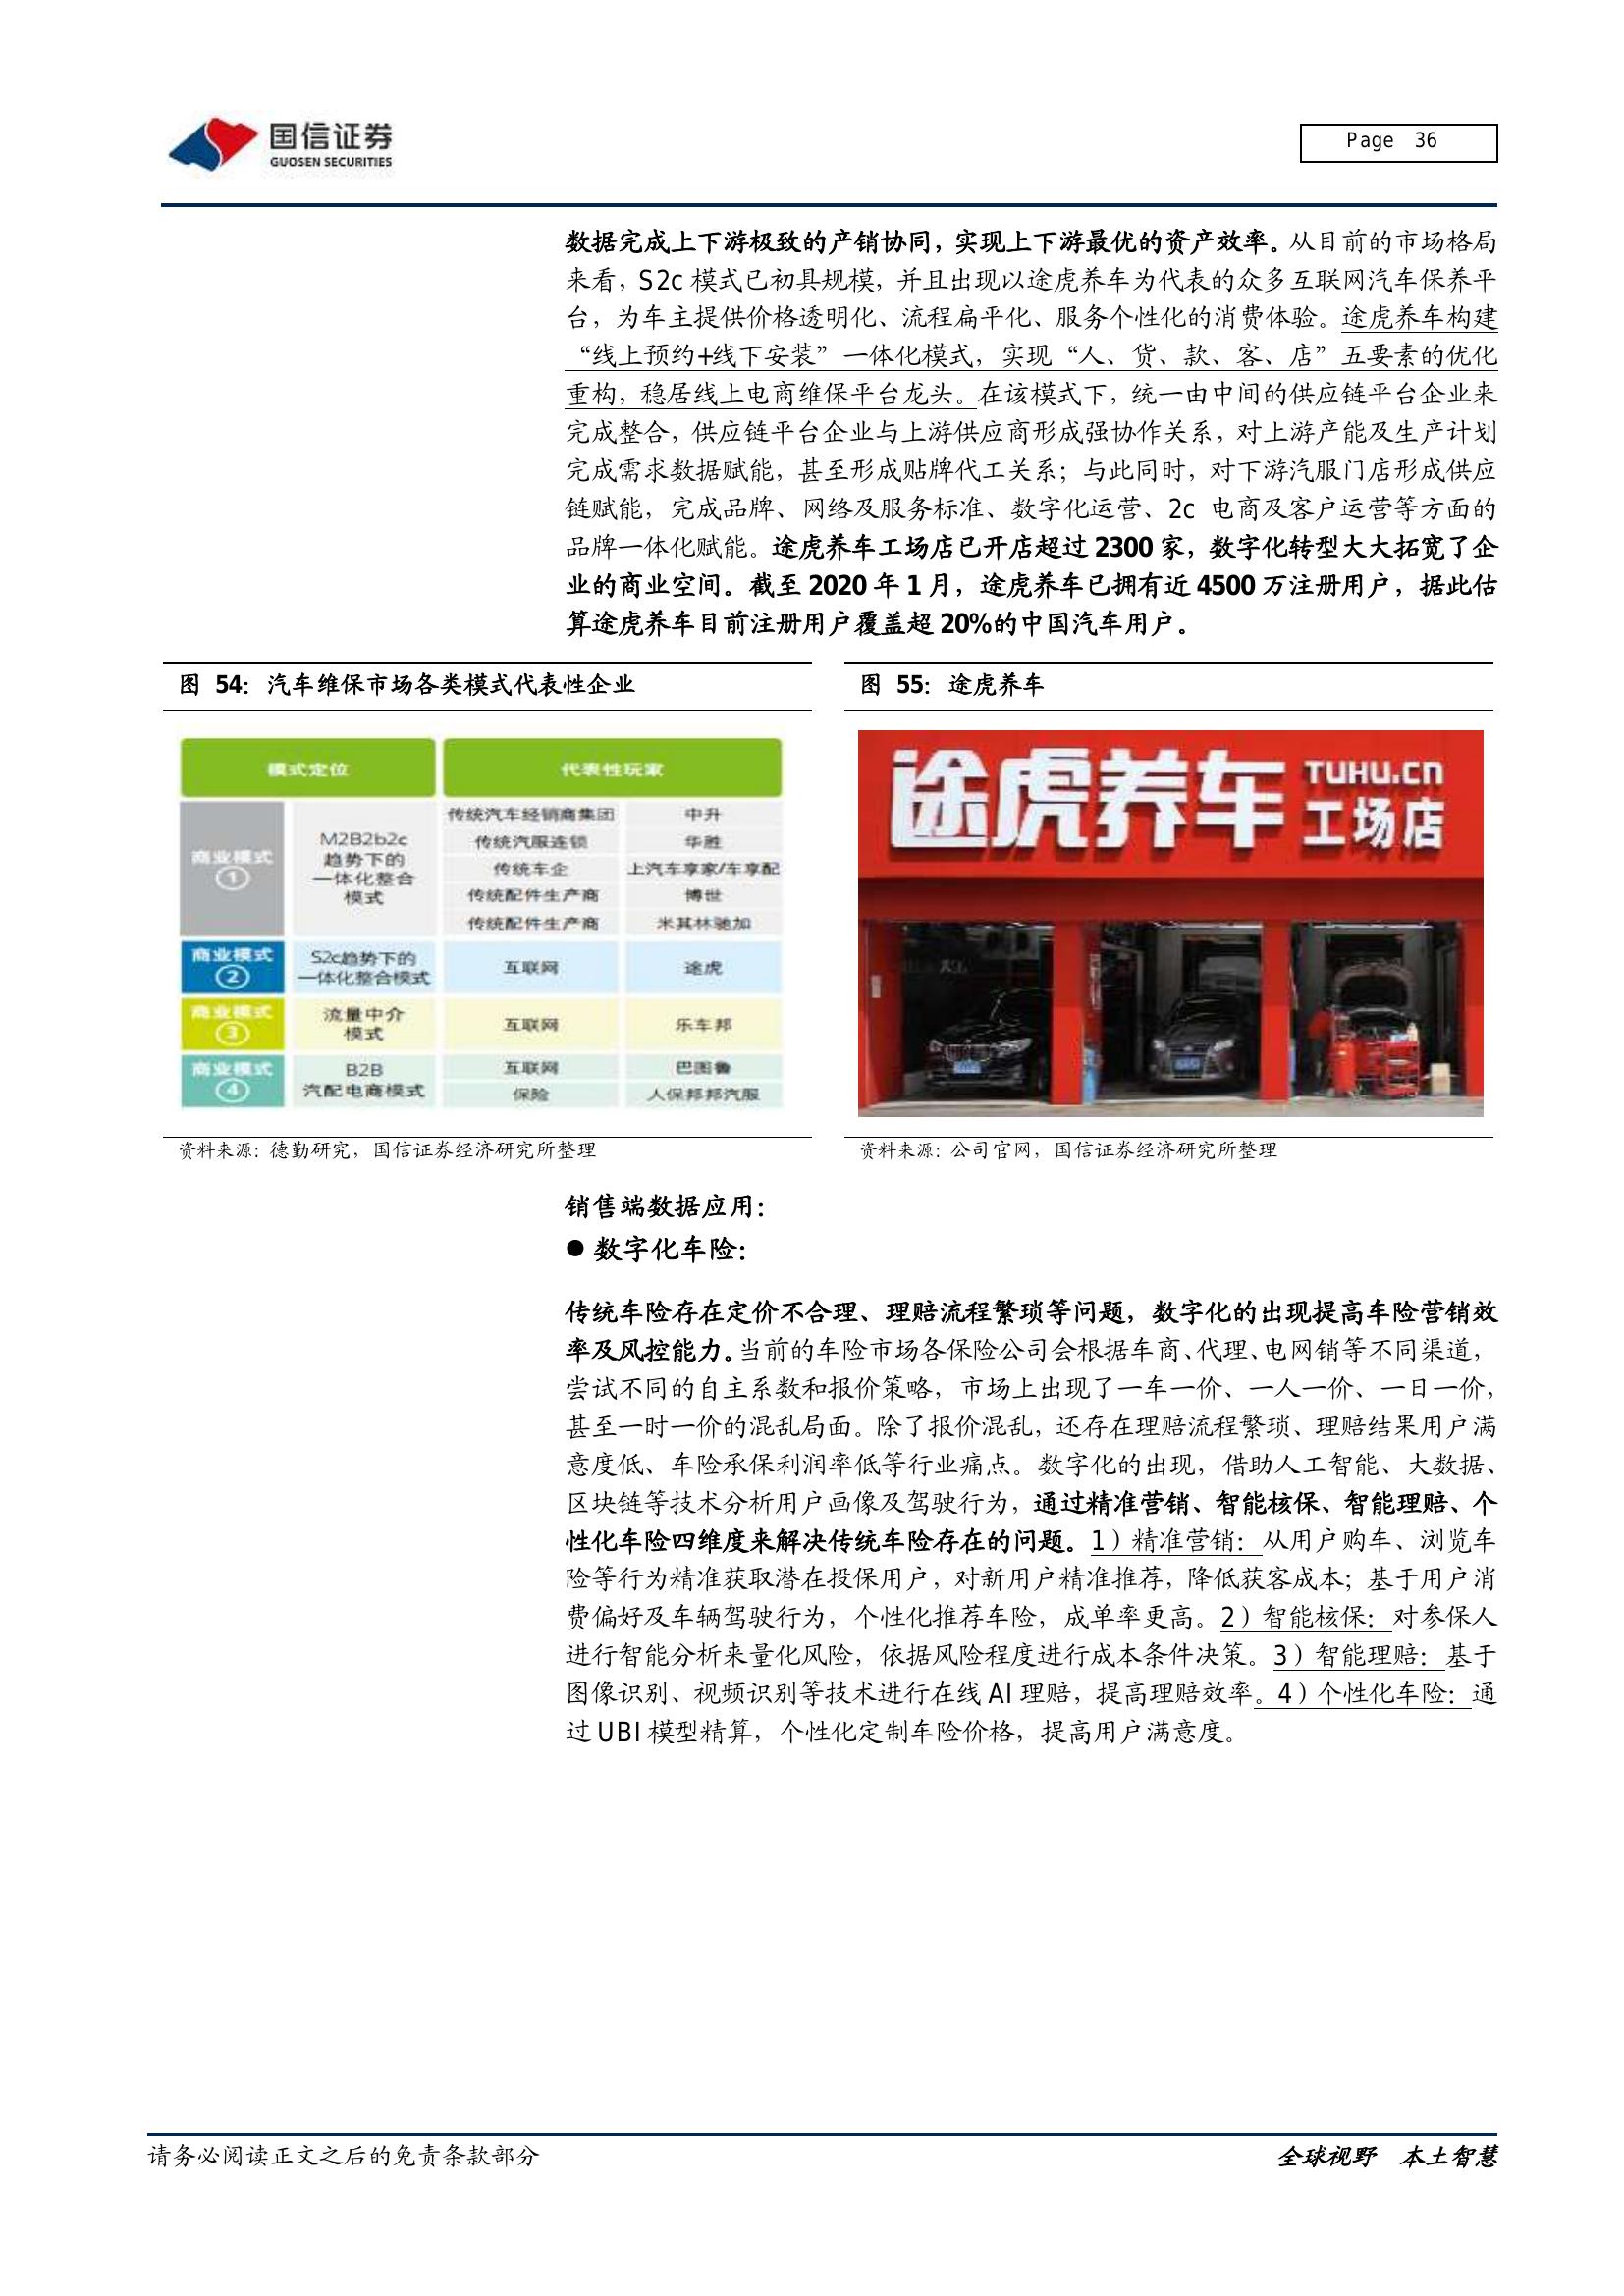 国信证券
GUOSEN SECURITIES
Page 36
数据完成上下游极致的产销协同，实现上下游最优的资产效率。从目前的市场格局
来看，S2c 模式已初具规模，并且出现以途虎养车为代表的众多互联网汽车保养平
台，为车主提供价格透明化、流程扁平化、服务个性化的消费体验。途虎养车构建
“线上预约+线下安装”一体化模式，实现“人、货、款、客、店”五要素的优化
重构，稳居线上电商维保平台龙头。在该模式下，统一由中间的供应链平台企业来
完成整合，供应链平台企业与上游供应商形成强协作关系，对上游产能及生产计划
完成需求数据赋能，甚至形成贴牌代工关系；与此同时，对下游汽服门店形成供应
链赋能，完成品牌、网络及服务标准、数字化运营、2c 电商及客户运营等方面的
品牌一体化赋能。途虎养车工场店已开店超过 2300 家，数字化转型大大拓宽了企
业的商业空间。截至 2020 年 1 月，途虎养车已拥有近 4500 万注册用户，据此估
算途虎养车目前注册用户覆盖超 20%的中国汽车用户。
图 54：汽车维保市场各类模式代表性企业
模式定位 代表性玩家
商业模式
①
M2B2b2c
趋势下的
一体化整合
模式
传统汽车经销商集团 中升
传统汽服连锁 华胜
传统车企 上汽车享家/车享配
传统配件生产商 博世
传统配件生产商 米其林驰加
商业模式
②
S2c趋势下的
一体化整合模式
互联网 途虎
商业模式
③
流量中介
模式
互联网 乐车邦
商业模式
④
B2B
汽配电商模式
互联网 巴图鲁
保险 人保邦邦汽服
资料来源：德勤研究，国信证券经济研究所整理
图 55：途虎养车
途虎养车 TUHU.cn
工场店
资料来源：公司官网，国信证券经济研究所整理
销售端数据应用：
● 数字化车险：
传统车险存在定价不合理、理赔流程繁琐等问题，数字化的出现提高车险营销效
率及风控能力。当前的车险市场各保险公司会根据车商、代理、电网销等不同渠道，
尝试不同的自主系数和报价策略，市场上出现了一车一价、一人一价、一日一价，
甚至一时一价的混乱局面。除了报价混乱，还存在理赔流程繁琐、理赔结果用户满
意度低、车险承保利润率低等行业痛点。数字化的出现，借助人工智能、大数据、
区块链等技术分析用户画像及驾驶行为，通过精准营销、智能核保、智能理赔、个
性化车险四维度来解决传统车险存在的问题。1）精准营销：从用户购车、浏览车
险等行为精准获取潜在投保用户，对新用户精准推荐，降低获客成本；基于用户消
费偏好及车辆驾驶行为，个性化推荐车险，成单率更高。2）智能核保：对参保人
进行智能分析来量化风险，依据风险程度进行成本条件决策。3）智能理赔：基于
图像识别、视频识别等技术进行在线 AI 理赔，提高理赔效率。4）个性化车险：通
过 UBI 模型精算，个性化定制车险价格，提高用户满意度。
请务必阅读正文之后的免责条款部分
全球视野 本土智慧